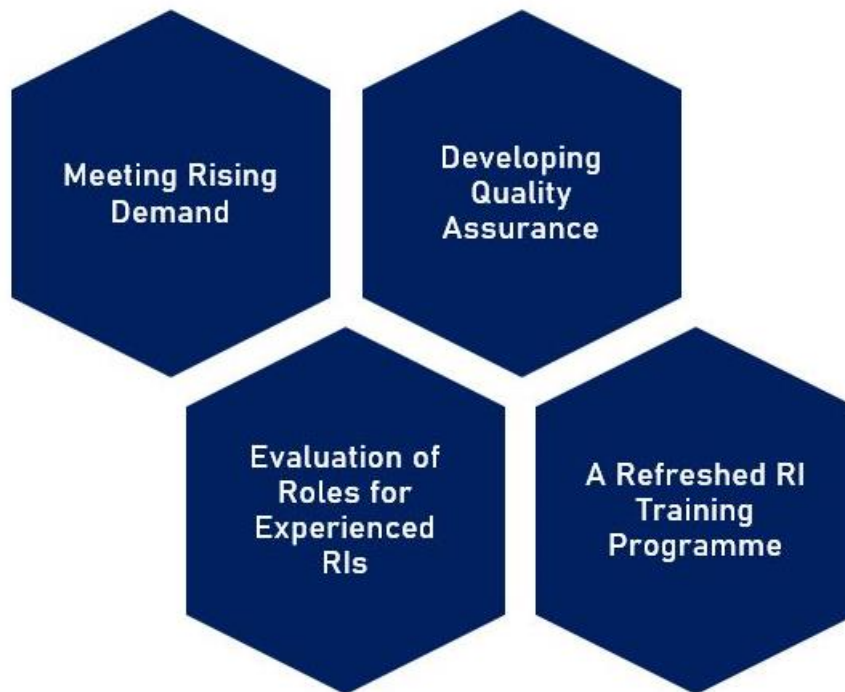 Meeting Rising
Demand
Developing
Quality
Assurance
Evaluation of
Roles for
Experienced
RIs
A Refreshed RI
Training
Programme